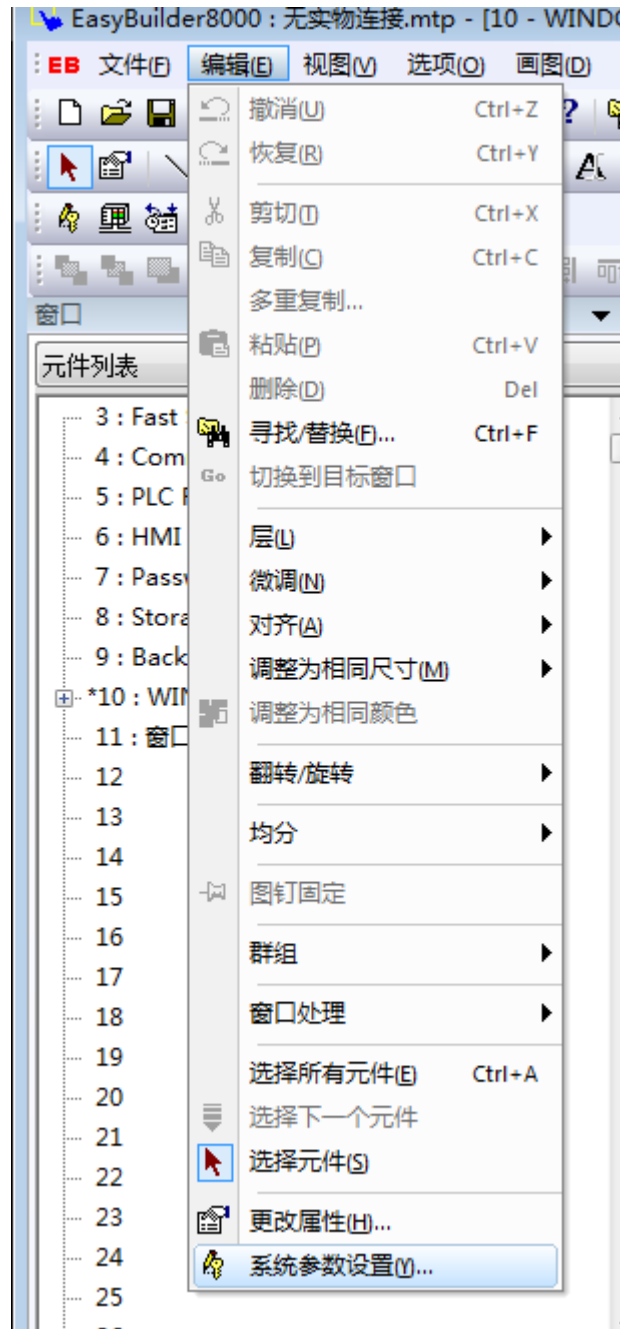 EasyBuilder8000 : 无实物连接.mtp - [10 - WINDO
EB 文件(F) 编辑(E) 视图(V) 选项(O) 画图(D)
撤消(U) Ctrl+Z
恢复(R) Ctrl+Y
剪切(T) Ctrl+X
复制(C) Ctrl+C
多重复制...
窗口
粘贴(P) Ctrl+V
元件列表
删除(D) Del
3 : Fast
寻找/替换(F)... Ctrl+F
4 : Com
Go 切换到目标窗口
5 : PLC
6 : HMI
层(L)
7 : Passw
微调(N)
8 : Stora
对齐(A)
9 : Back
调整为相同尺寸(M)
*10 : WIN
调整为相同颜色
11 : 窗口
12
翻转/旋转
13
均分
14
15
图钉固定
16
群组
17
18
窗口处理
19
选择所有元件(E) Ctrl+A
20
选择下一个元件
21
选择元件(S)
22
23
更改属性(H)...
24
系统参数设置(Y)...
25